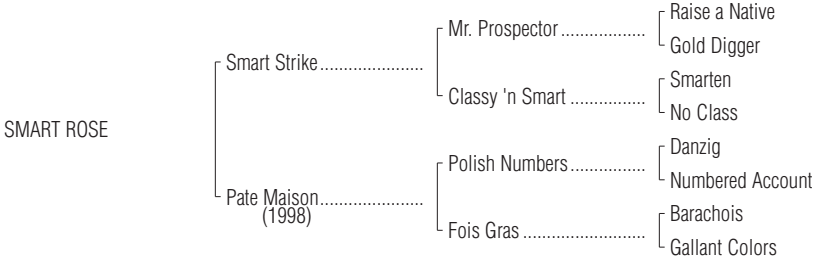 Raise a Native
Mr. Prospector..................
Gold Digger
Smart Strike......................
Smarten
Classy 'n Smart ................
No Class
SMART ROSE
Danzig
Polish Numbers................
Numbered Account
Pate Maison......................
(1998)
Barachois
Fois Gras ..........................
Gallant Colors